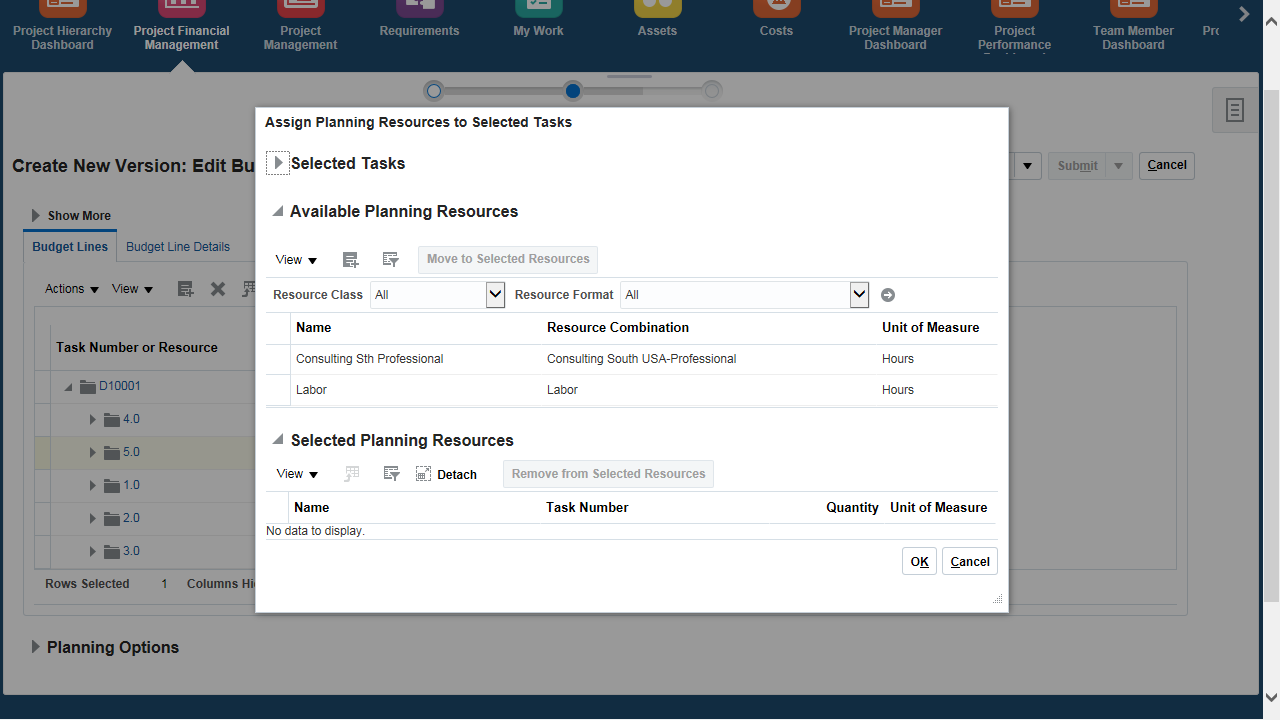 Project Hierarchy Dashboard
Project Financial Management
Project Management
Requirements
My Work
Assets
Costs
Project Manager Dashboard
Project Performance
Team Member Dashboard
Assign Planning Resources to Selected Tasks
Selected Tasks
Create New Version: Edit Bu
Submit
Cancel
Show More
Available Planning Resources
Budget Lines
Budget Line Details
View
Move to Selected Resources
Actions
View
Resource Class
All
Resource Format
All
Name
Resource Combination
Unit of Measure
Task Number or Resource
Consulting Sth Professional
Consulting South USA-Professional
Hours
D10001
Labor
Labor
Hours
4.0
5.0
1.0
2.0
3.0
Selected Planning Resources
View
Detach
Remove from Selected Resources
Name
Task Number
Quantity
Unit of Measure
No data to display.
OK
Cancel
Rows Selected 1
Columns Hi
Planning Options